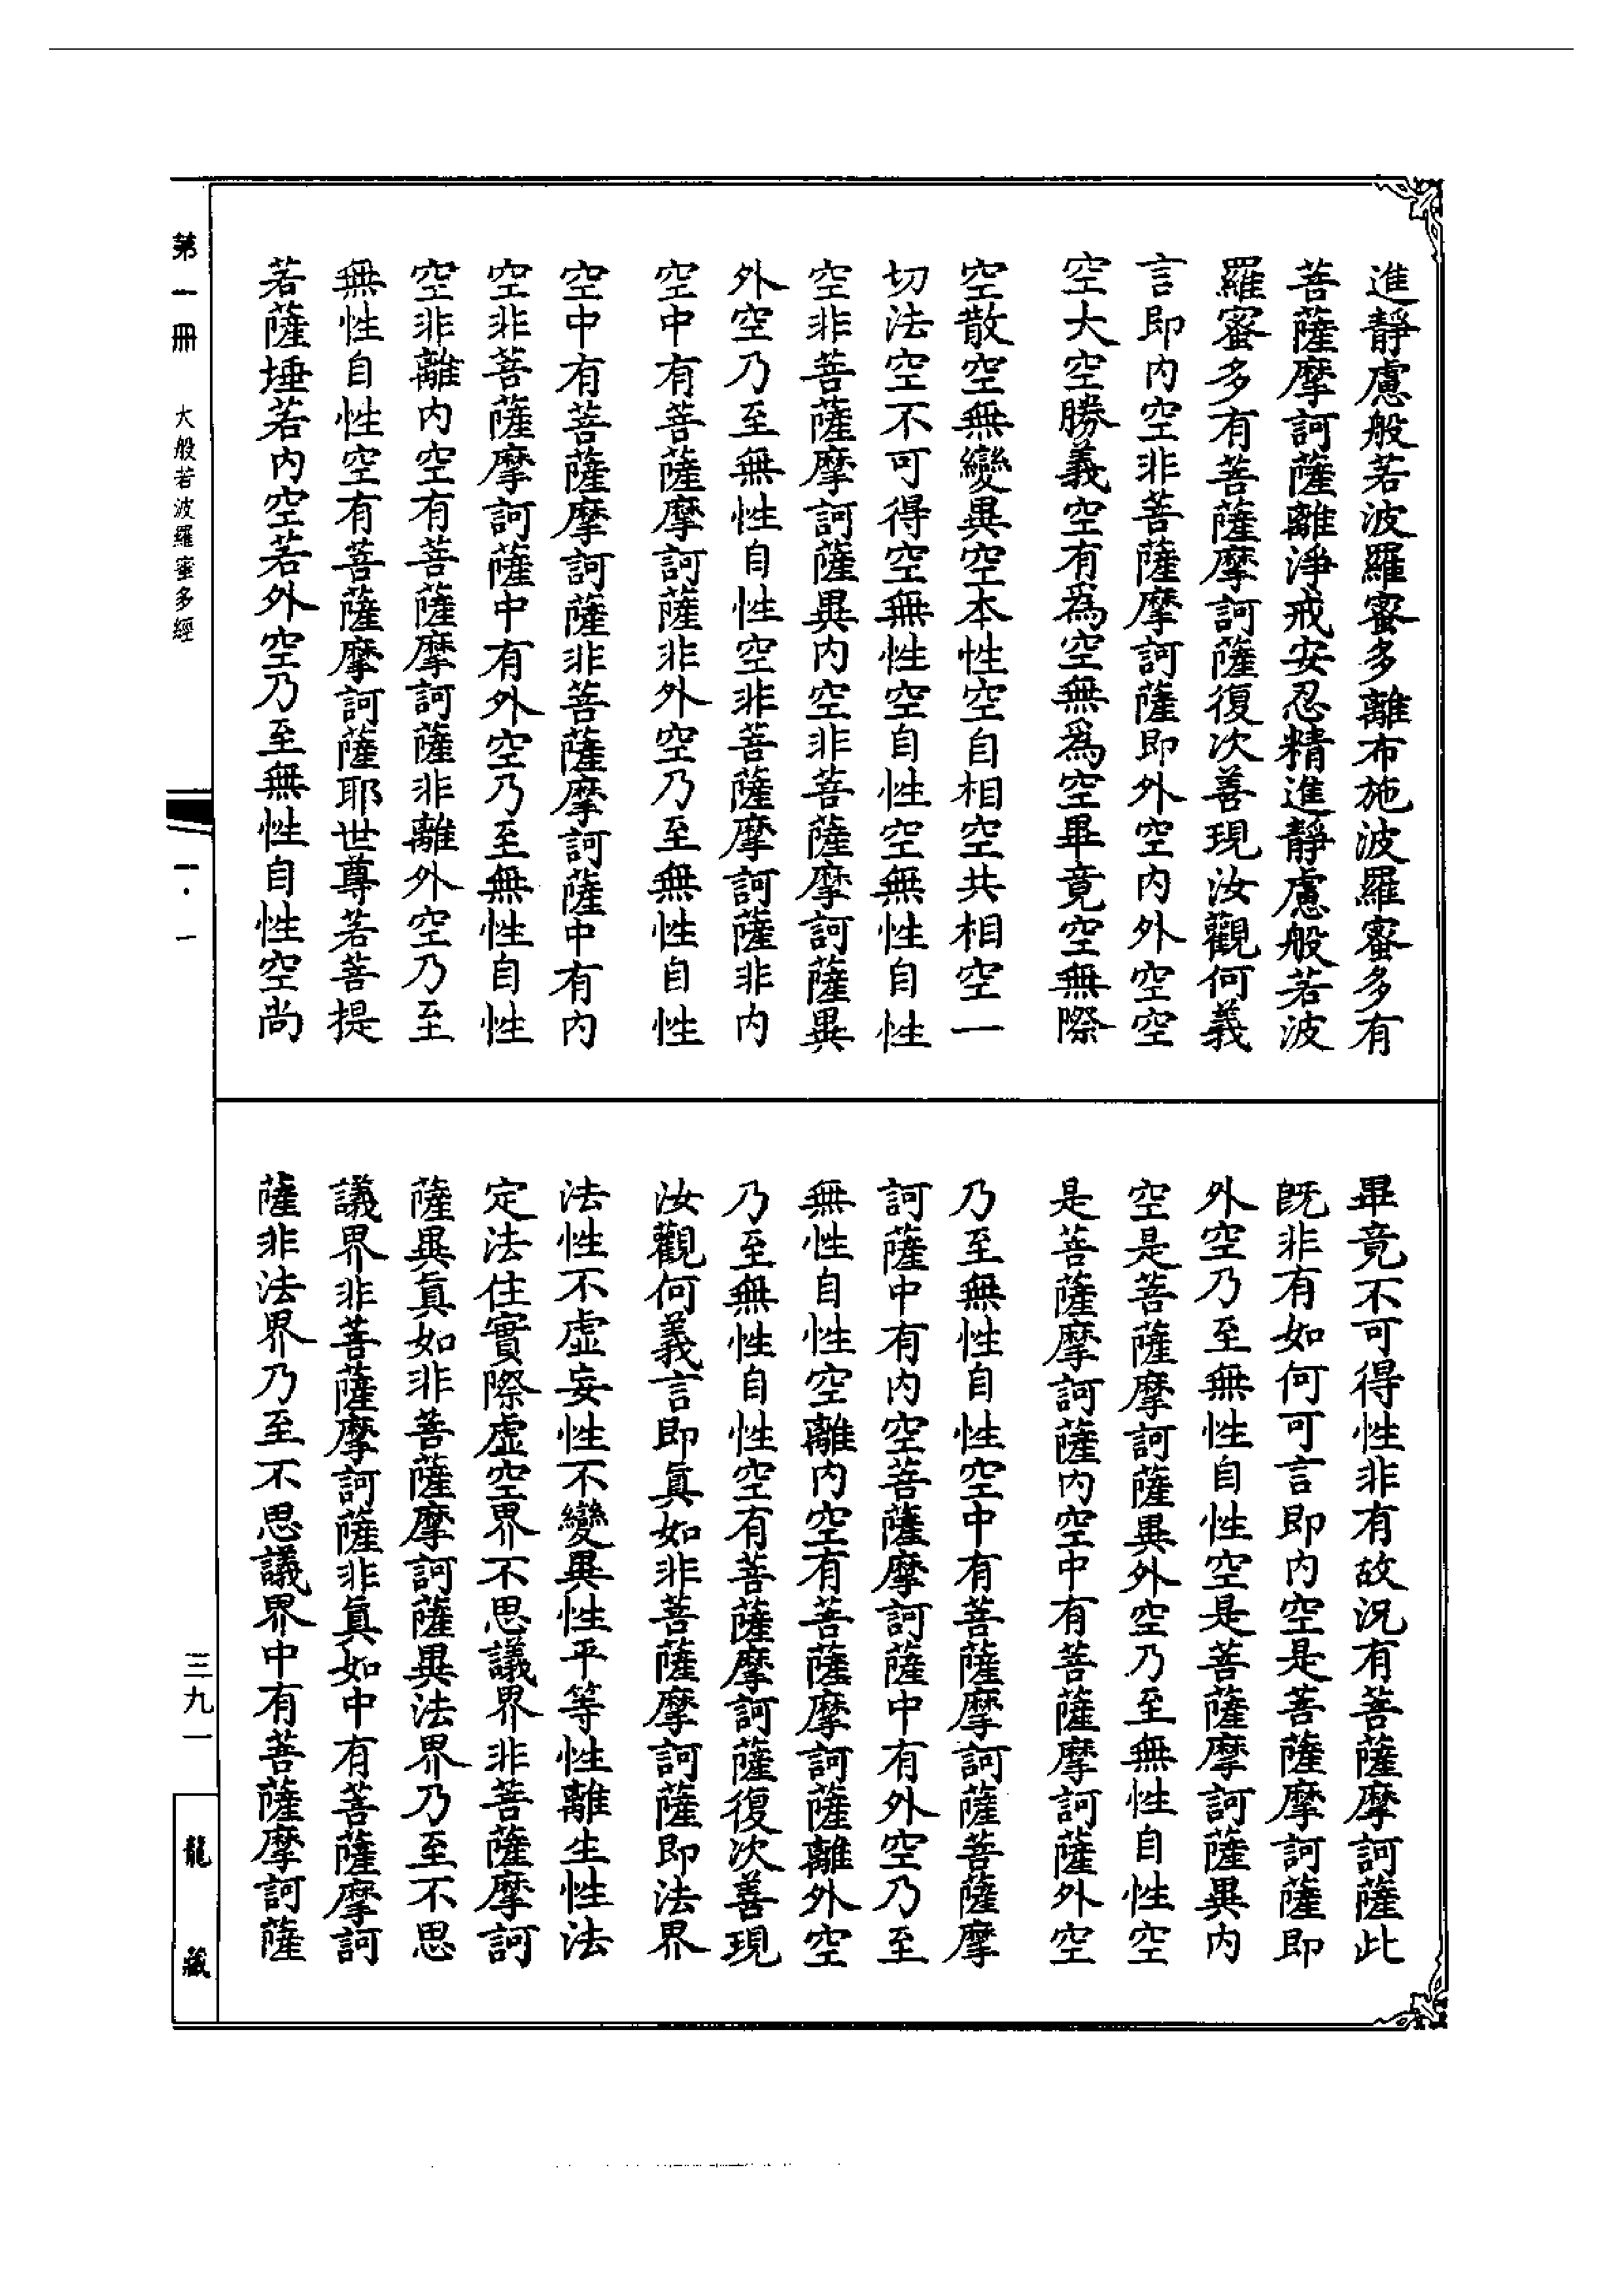 進靜慮般若波羅蜜多離布施波羅蜜多有
菩薩摩訶薩離淨戒安忍精進靜慮般若波
羅蜜多有菩薩摩訶薩復次善現汝觀何義
言即内空非菩薩摩訶薩即外空内外空空
空大空勝義空有為空無為空畢竟空無際
空散空無變異空本性空自相空共相空一
切法空不可得空無性空自性空無性自性
空非菩薩摩訶薩異内空非菩薩摩訶薩異
外空乃至無性自性空非菩薩摩訶薩非内
空中有菩薩摩訶薩非外空乃至無性自性
空中有菩薩摩訶薩非菩薩摩訶薩中有内
空非菩薩摩訶薩中有外空乃至無性自性
空非離内空有菩薩摩訶薩非離外空乃至
無性自性空有菩薩摩訶薩耶世尊若菩提
若薩埵若内空若外空乃至無性自性空尚
畢竟不可得性非有故況有菩薩摩訶薩此
既非有如何可言即内空是菩薩摩訶薩即
外空乃至無性自性空是菩薩摩訶薩異内
空是菩薩摩訶薩異外空乃至無性自性空
是菩薩摩訶薩内空中有菩薩摩訶薩外空
乃至無性自性空中有菩薩摩訶薩菩薩摩
訶薩中有内空菩薩摩訶薩中有外空乃至
無性自性空離内空有菩薩摩訶薩離外空
乃至無性自性空有菩薩摩訶薩復次善現
汝觀何義言即真如非菩薩摩訶薩即法界
法性不虛妄性不變異性平等性離生性法
定法住實際虛空界不思議界非菩薩摩訶
薩異真如非菩薩摩訶薩異法界乃至不思
議界非菩薩摩訶薩非真如中有菩薩摩訶
薩非法界乃至不思議界中有菩薩摩訶薩
第一冊 大般若波羅蜜多經
一·一
三九一
龍藏